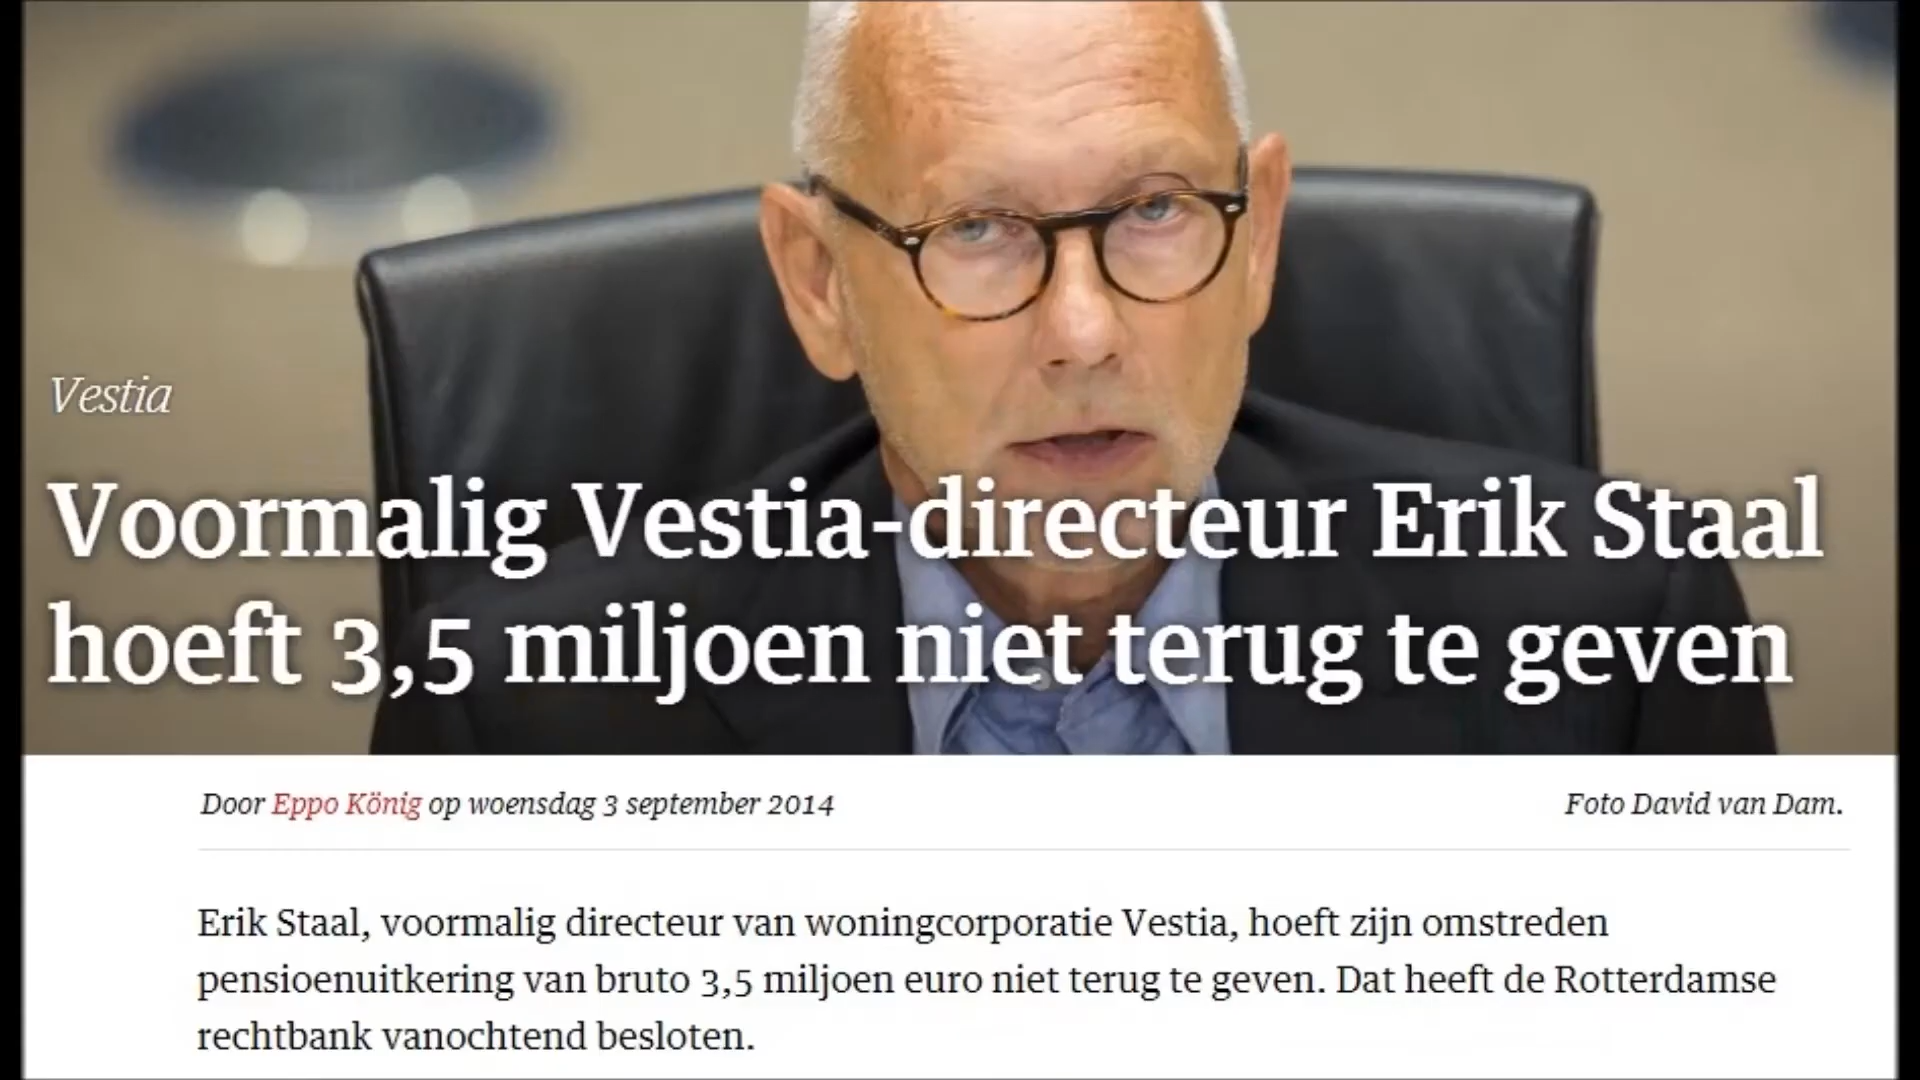 Vestia
Voormalig Vestia-directeur Erik Staal
hoeft 3,5 miljoen niet terug te geven
Door Eppo König op woensdag 3 september 2014
Foto David van Dam.
Erik Staal, voormalig directeur van woningcorporatie Vestia, hoeft zijn omstreden
pensioenuitkering van bruto 3,5 miljoen euro niet terug te geven. Dat heeft de Rotterdamse
rechtbank vanochtend besloten.